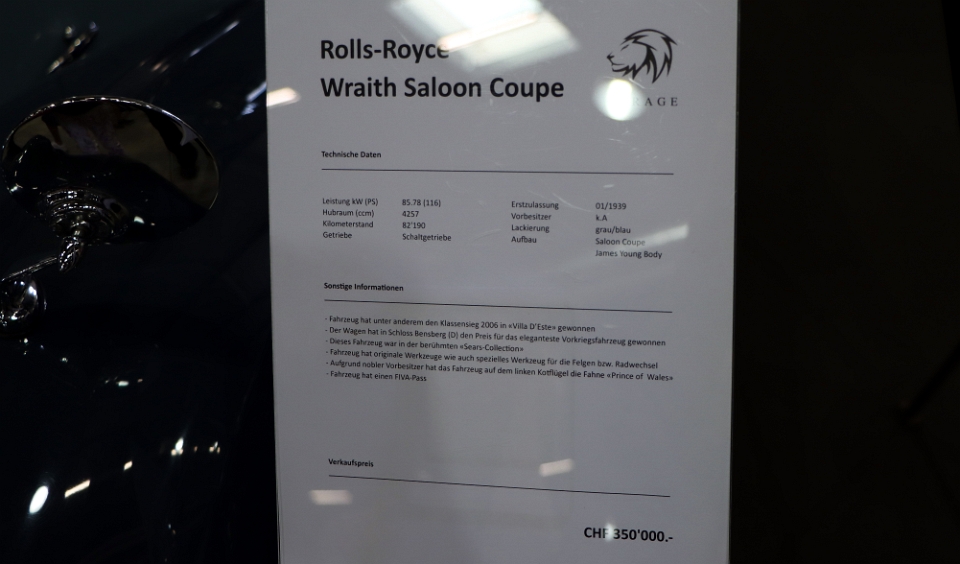 Rolls-Royce
Wraith Saloon Coupe
AGE
Technische Daten
Leistung kW (PS) 85.78 (116) Erstzulassung 01/1939
Hubraum (ccm) 4257 Vorbesitzer k.A
Kilometerstand 82'190 Lackierung grau/blau
Getriebe Schaltgetriebe Aufbau Saloon Coupe
James Young Body
Sonstige Informationen
- Fahrzeug hat unter anderem den Klassensieg 2006 in «Villa D'Este» gewonnen
- Der Wagen hat in Schloss Bensberg (D) den Preis für das eleganteste Vorkriegsfahrzeug gewonnen
- Dieses Fahrzeug war in der berühmten «Sears-Collection»
- Fahrzeug hat originale Werkzeuge wie auch spezielles Werkzeug für die Felgen bzw. Radwechsel
- Aufgrund nobler Vorbesitzer hat das Fahrzeug auf dem linken Kotflügel die Fahne «Prince of Wales»
- Fahrzeug hat einen FIVA-Pass
Verkaufspreis
CHF 350'000.-